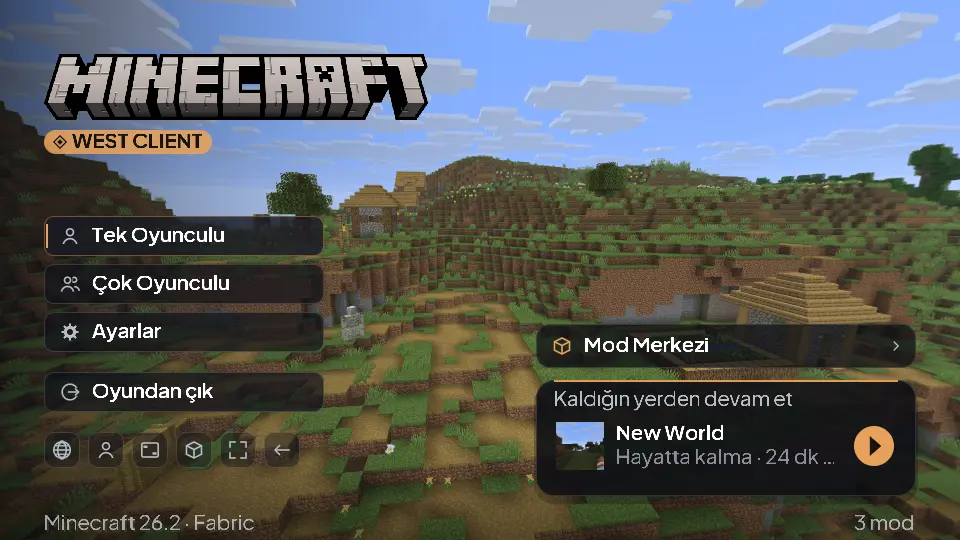 MINECRAFT
WEST CLIENT
Tek Oyunculu
Çok Oyunculu
Ayarlar
Oyundan çık
Mod Merkezi
Kaldığın yerden devam et
New World
Hayatta kalma · 24 dk ...
Minecraft 26.2 · Fabric
3 mod